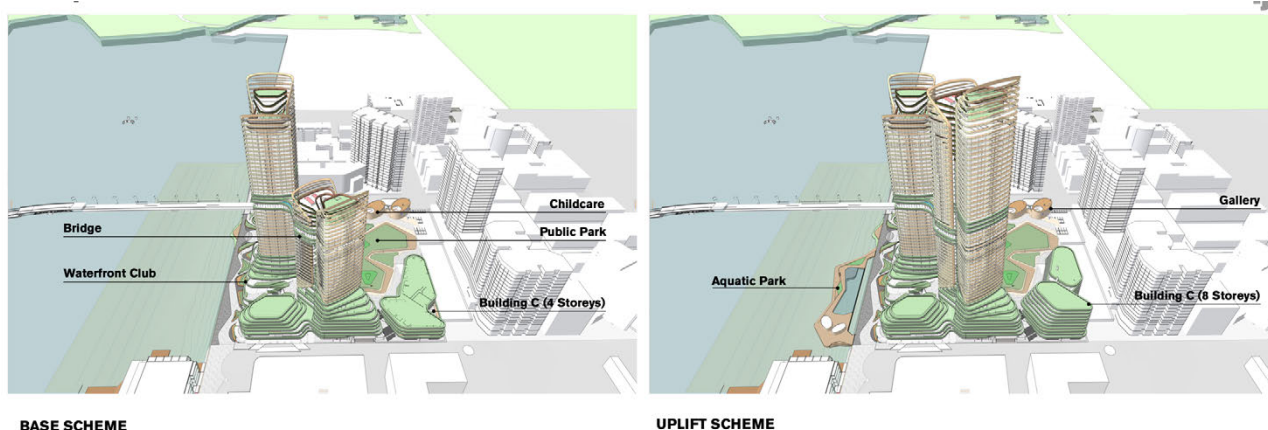 Childcare
Bridge
Public Park
Waterfront Club
Building C (4 Storeys)
BASE SCHEME
Gallery
Aquatic Park
Building C (8 Storeys)
UPLIFT SCHEME